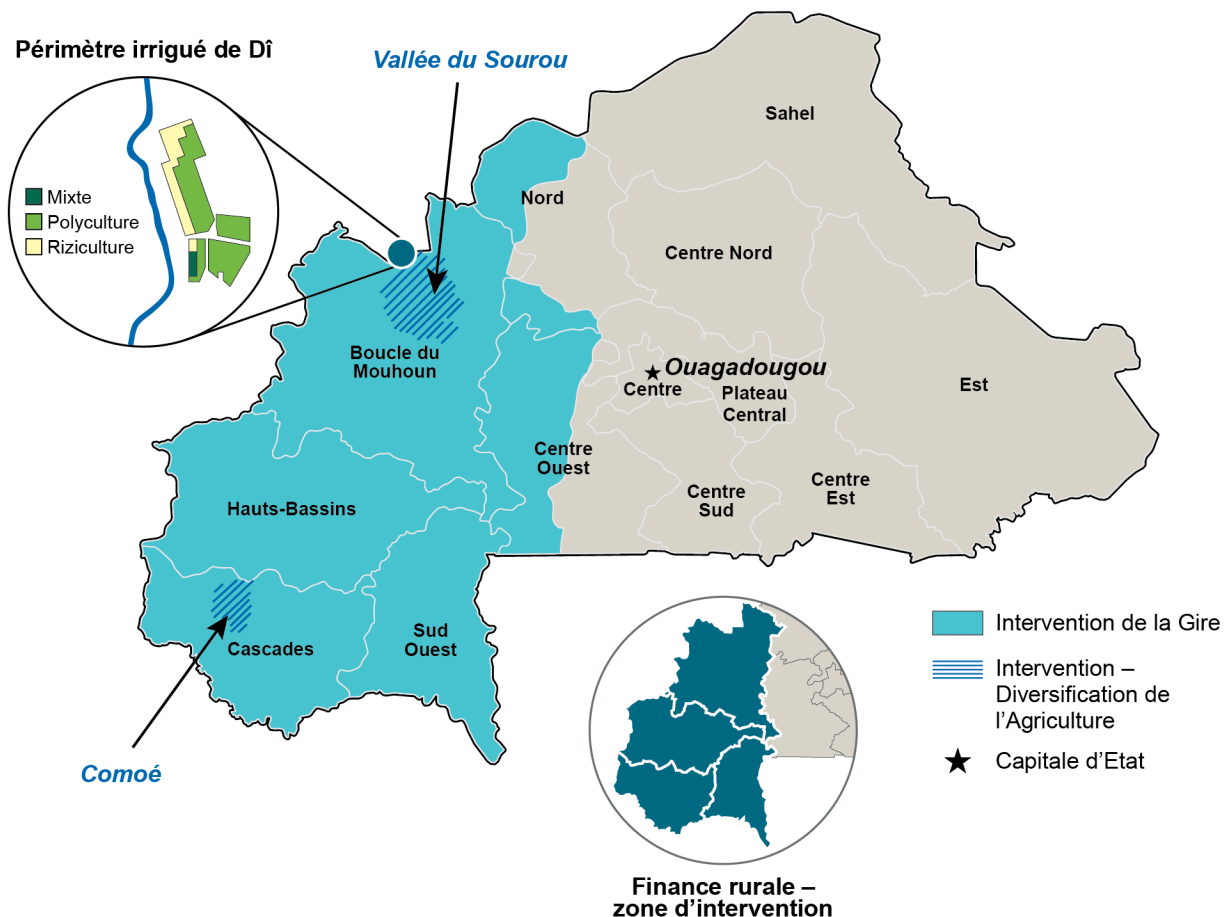 Périmètre irrigué de Dî
Vallée du Sourou
Mixte
Polyculture
Riziculture
Sahel
Nord
Centre Nord
Boucle du
Mouhoun
Ouagadougou
Centre
Plateau
Central
Est
Centre
Ouest
Centre
Sud
Centre
Est
Hauts-Bassins
Cascades
Sud
Ouest
Comoé
Intervention de la Gire
Intervention –
Diversification de
l’Agriculture
Capitale d’Etat
Finance rurale –
zone d’intervention